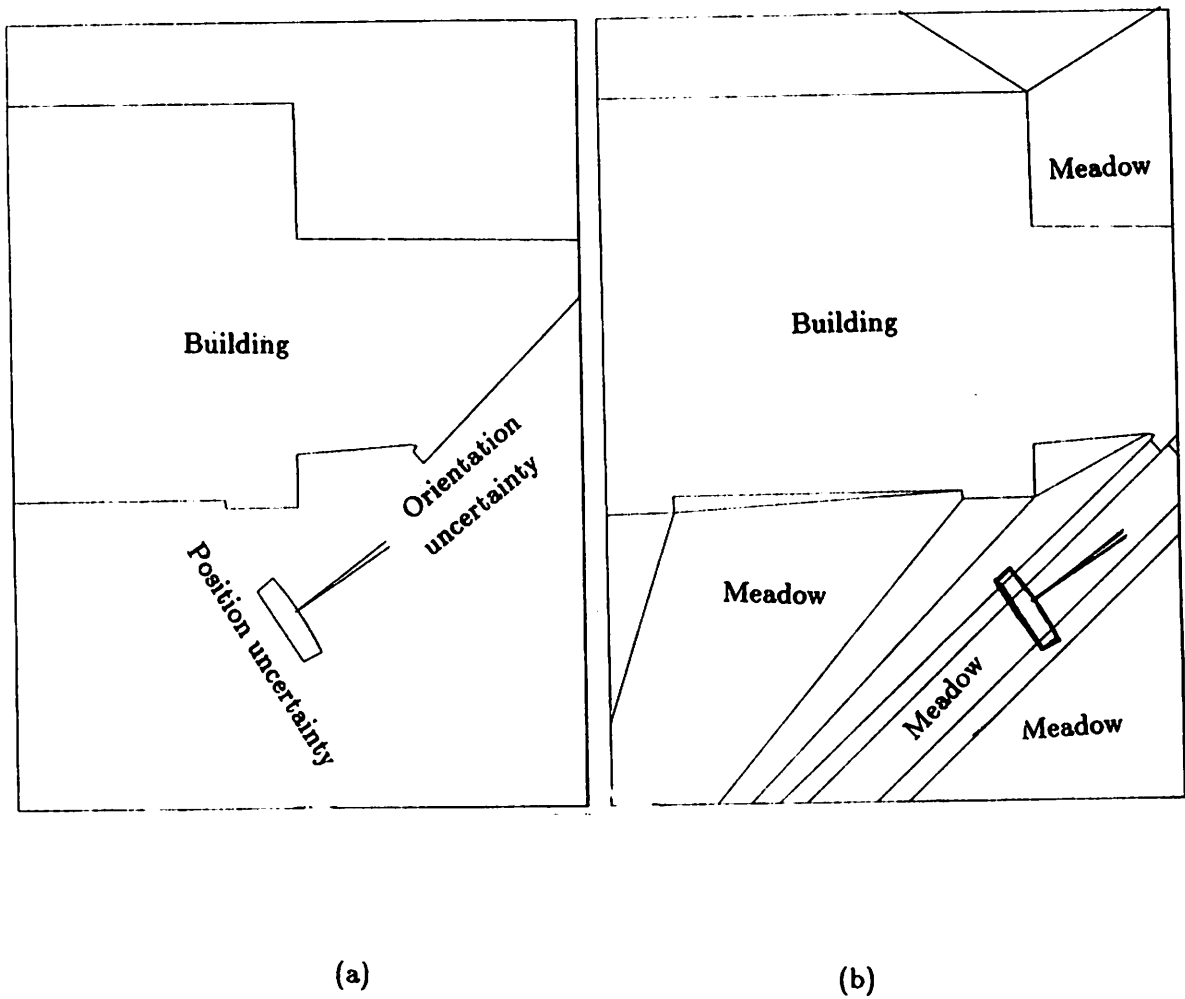 Building
Orientation
uncertainty
Position uncertainty
(a)
Meadow
Building
Meadow
Meadow
Meadow
(b)